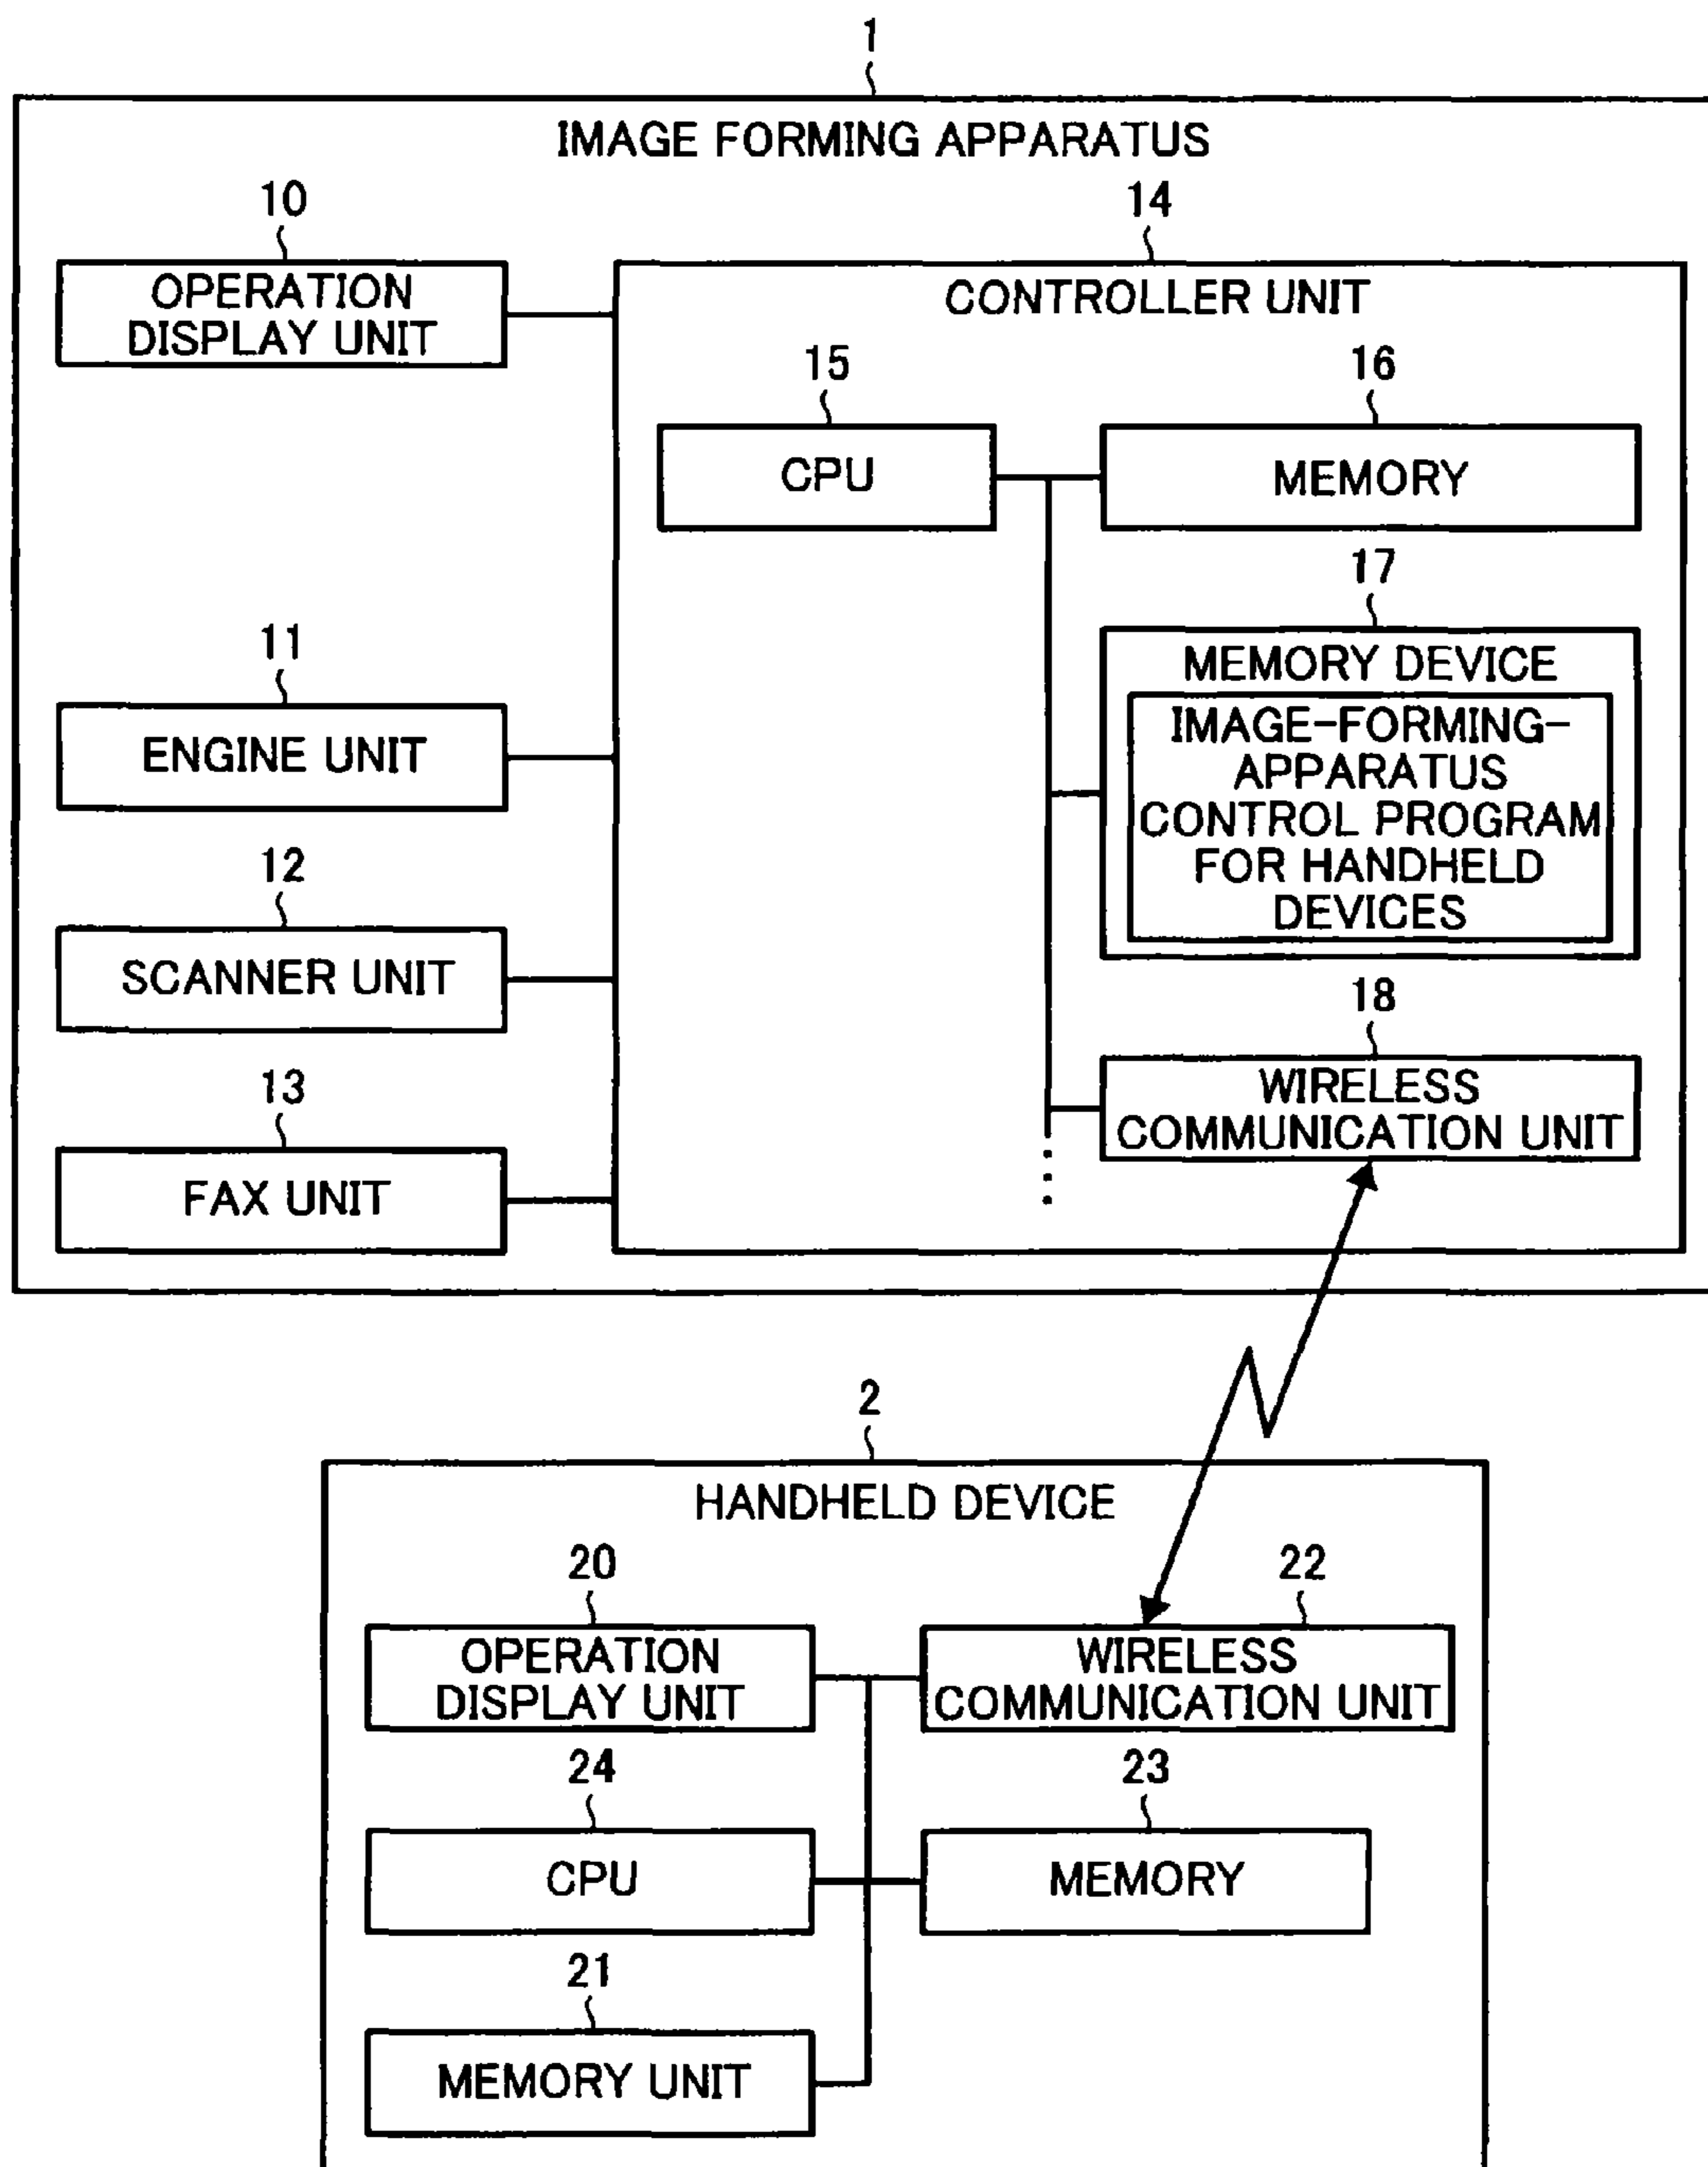 1
IMAGE FORMING APPARATUS
10
OPERATION
DISPLAY UNIT
14
CONTROLLER UNIT
15
CPU
16
MEMORY
17
MEMORY DEVICE
IMAGE-FORMING-
APPARATUS
CONTROL PROGRAM
FOR HANDHELD
DEVICES
11
ENGINE UNIT
12
SCANNER UNIT
18
WIRELESS
COMMUNICATION UNIT
13
FAX UNIT
2
HANDHELD DEVICE
20
OPERATION
DISPLAY UNIT
22
WIRELESS
COMMUNICATION UNIT
24
CPU
23
MEMORY
21
MEMORY UNIT